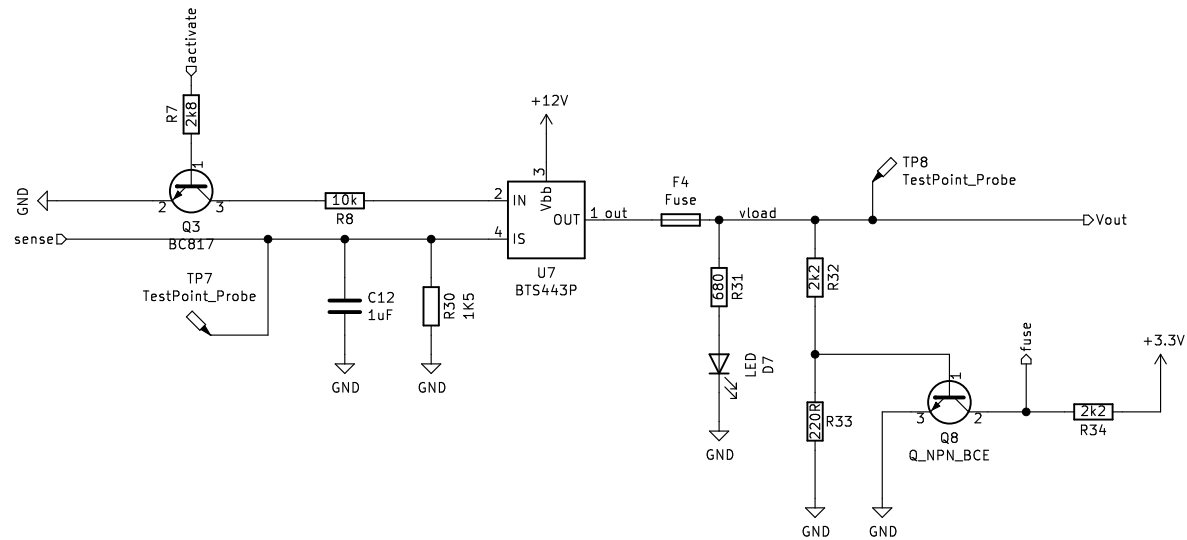 activate
R7
2k8
+12V
1
GND
2
3
Q3
BC817
10k
R8
2
IN
3
Vbb
OUT
1
out
F4
Fuse
vload
TP8
TestPoint_Probe
Vout
sense
4
IS
U7
BTS443P
TP7
TestPoint_Probe
C12
1uF
R30
1K5
GND
GND
680
R31
2k2
R32
LED
D7
GND
fuse
+3.3V
1
3
2
Q8
Q_NPN_BCE
2k2
R34
220R
R33
GND
GND